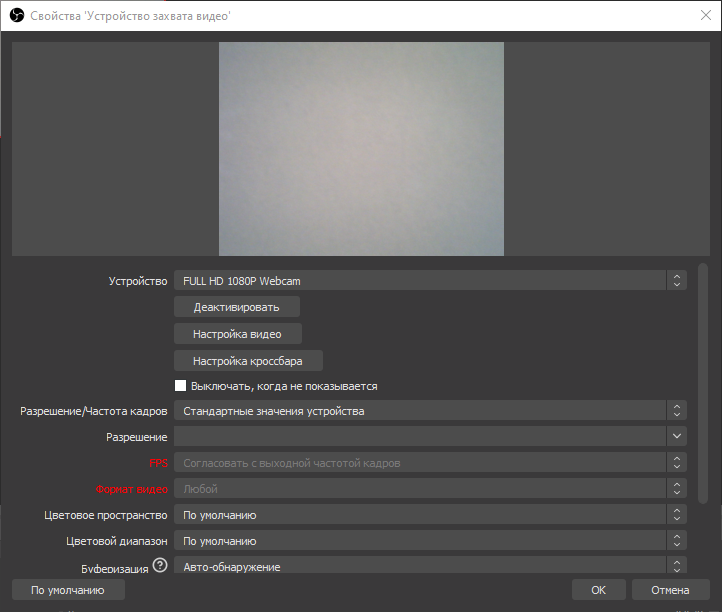 Свойства 'Устройство захвата видео'
Устройство FULL HD 1080P Webcam
Деактивировать
Настройка видео
Настройка кроссбара
Выключать, когда не показывается
Разрешение/Частота кадров Стандартные значения устройства
Разрешение
FPS Согласовать с выходной частотой кадров
Формат видео Любой
Цветовое пространство По умолчанию
Цветовой диапазон По умолчанию
Буферизация ? Авто-обнаружение
По умолчанию OK Отмена